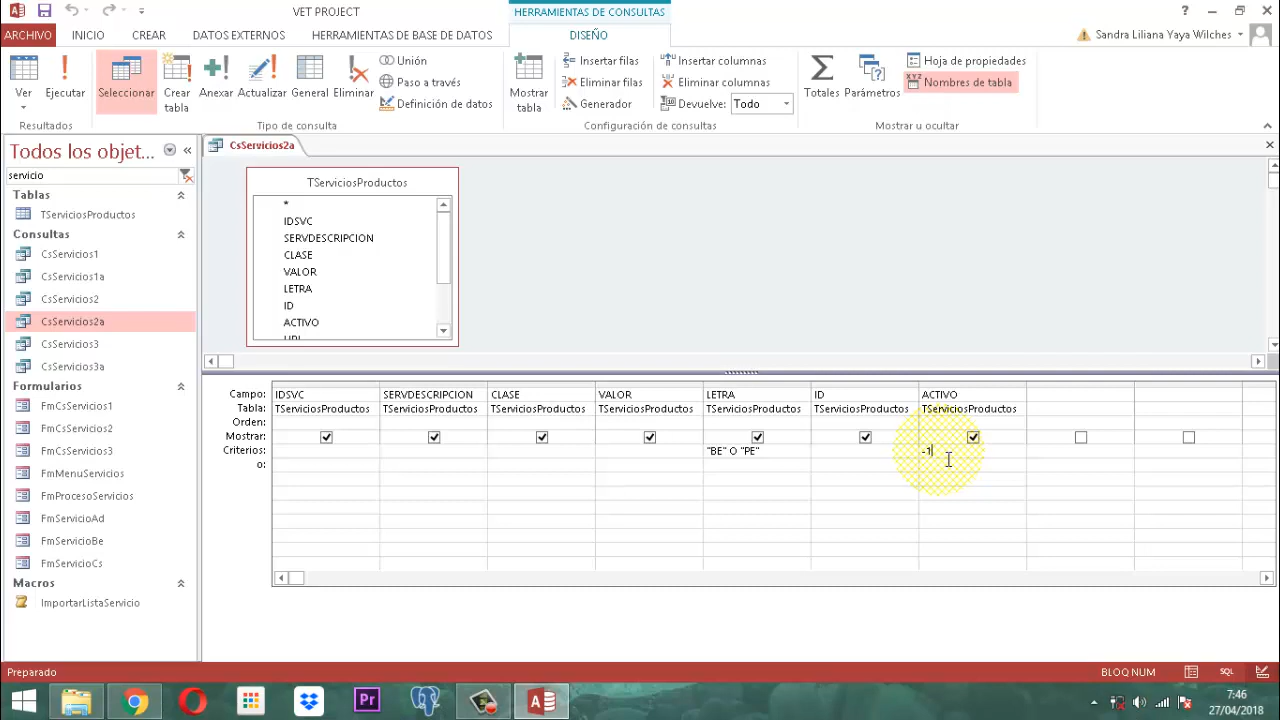 VET PROJECT
HERRAMIENTAS DE CONSULTAS
?
ARCHIVO
INICIO
CREAR
DATOS EXTERNOS
HERRAMIENTAS DE BASE DE DATOS
DISEÑO
Sandra Liliana Yaya Wilches
Ver
Ejecutar
Seleccionar
Crear tabla
Anexar
Actualizar
General
Eliminar
Unión
Paso a través
Definición de datos
Mostrar tabla
Insertar filas
Eliminar filas
Generador
Insertar columnas
Eliminar columnas
Devuelve: Todo
Totales
Parámetros
Hoja de propiedades
Nombres de tabla
Resultados
Tipo de consulta
Configuración de consultas
Mostrar u ocultar
Todos los objet...
servicio
Tablas
TServiciosProductos
Consultas
CsServicios1
CsServicios1a
CsServicios2
CsServicios2a
CsServicios3
CsServicios3a
Formularios
FmCsServicios1
FmCsServicios2
FmCsServicios3
FmMenuServicios
FmProcesoServicios
FmServicioAd
FmServicioBe
FmServicioCs
Macros
ImportarListaServicio
CsServicios2a
TServiciosProductos
*
IDSVC
SERVDESCRIPCION
CLASE
VALOR
LETRA
ID
ACTIVO
Campo: IDSVC SERVDESCRIPCION CLASE VALOR LETRA ID ACTIVO
Tabla: TServiciosProductos TServiciosProductos TServiciosProductos TServiciosProductos TServiciosProductos TServiciosProductos TServiciosProductos
Orden:
Mostrar:
Criterios: "BE" O "PE" -1
o:
Preparado
BLOQ NUM
SQL
Pr
7:46
27/04/2018